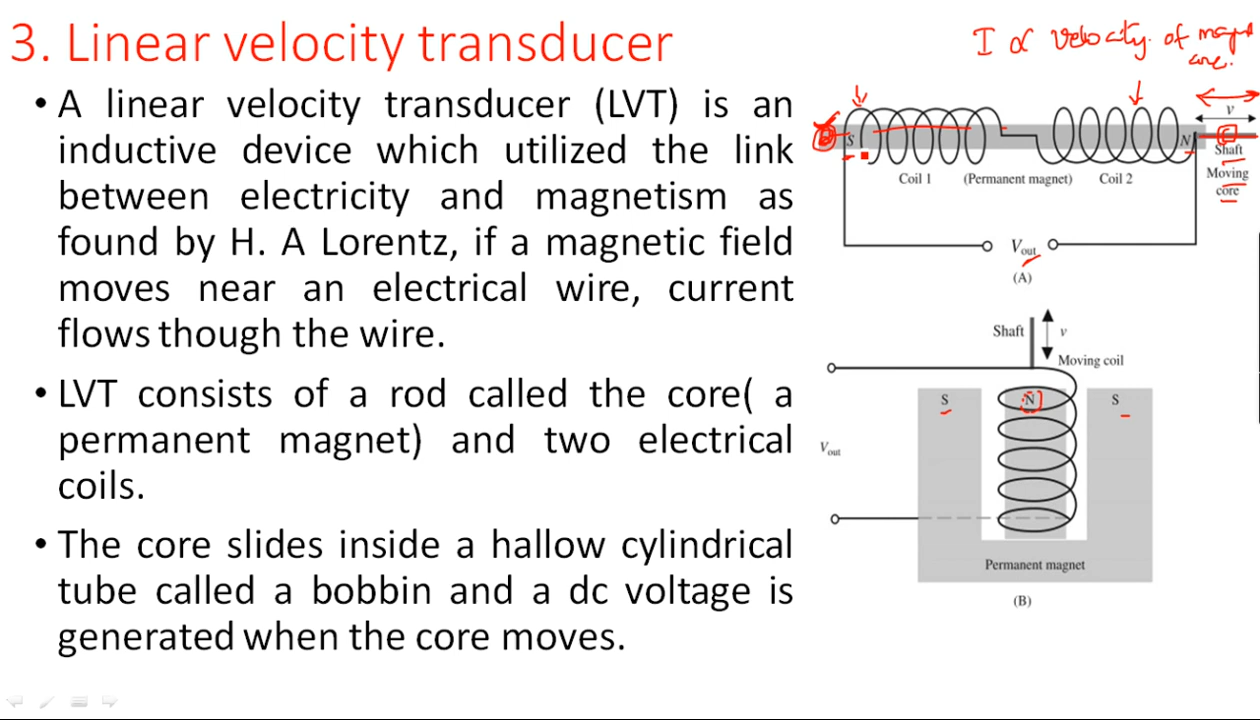 3. Linear velocity transducer
• A linear velocity transducer (LVT) is an
inductive device which utilized the link
between electricity and magnetism as
found by H. A Lorentz, if a magnetic field
moves near an electrical wire, current
flows though the wire.
• LVT consists of a rod called the core( a
permanent magnet) and two electrical
coils.
• The core slides inside a hallow cylindrical
tube called a bobbin and a dc voltage is
generated when the core moves.
I ∝ velocity of
v
S
N
Shaft
Coil 1 (Permanent magnet) Coil 2
Moving
core
Vout
(A)
Shaft
v
Moving coil
S N S
Vout
Permanent magnet
(B)